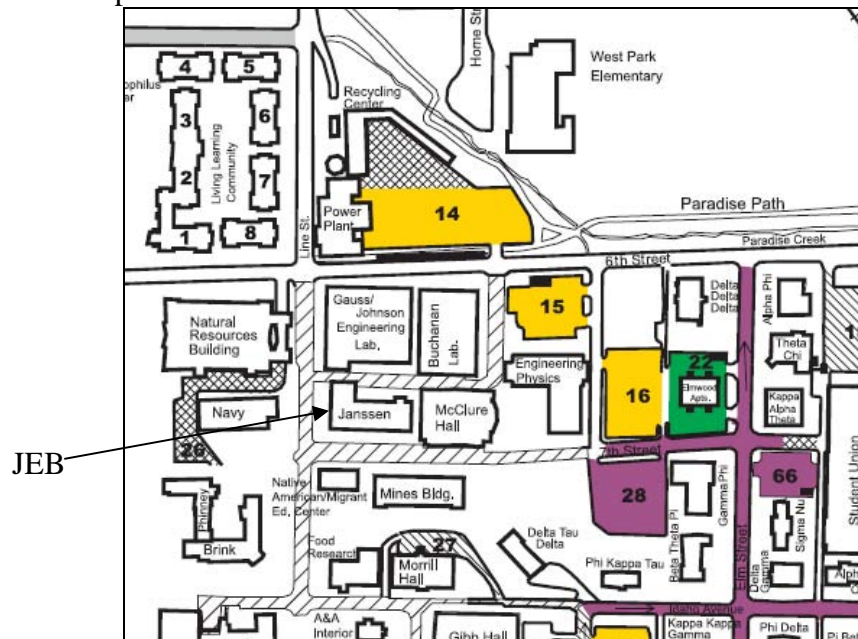 Home St.
West Park
Elementary
4
5
ophilus
er
Recycling
Center
3
6
Living Learning
Community
2
7
1
8
Line St.
Power
Plant
14
Paradise Path
Paradise Creek
6th Street
Gauss/
Johnson
Engineering
Lab.
Buchanan
Lab.
15
Delta
Delta
Delta
Alpha Phi
1
Natural
Resources
Building
Theta
Chi
Engineering
Physics
22
Elmwood
Apts.
16
Navy
Janssen
McClure
Hall
Kappa
Alpha
Theta
JEB
26
7th Street
Student Union
Native
American/Migrant
Ed. Center
Mines Bldg.
28
66
Gamma Phi
Phinney
Brink
Food
Research
27
Morrill
Hall
Delta Tau
Delta
Phi Kappa Tau
Beta Theta Pi
Elm Street
Sigma Nu
Delta
Gamma
Alph
Idaho Avenue
A&A
Interior
Gibb Hall
Kappa Kappa
Gamma
Phi Delta